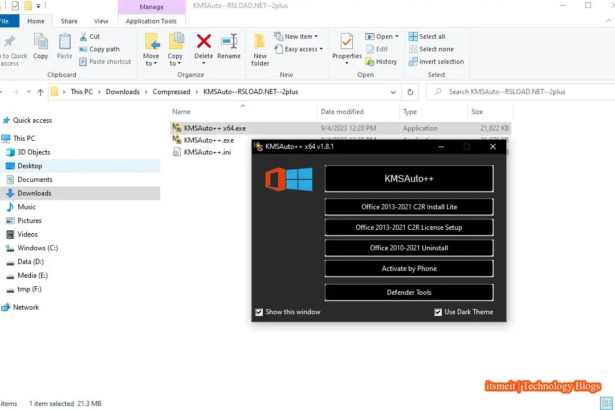 Manage
KMSAuto--RSLOAD.NET--2plus
File
Home
Share
View
Application Tools
Copy
Paste
Cut
Copy path
Paste shortcut
Move to
Copy to
Delete
Rename
New folder
New item
Easy access
Properties
Open
Edit
History
Select all
Select none
Invert selection
Clipboard
Organize
New
Open
Select
This PC > Downloads > Compressed > KMSAuto--RSLOAD.NET--2plus
Search KMSAuto--RSLOAD.NET--2plus
Name
Date modified
Type
Size
Quick access
This PC
3D Objects
Desktop
Documents
Downloads
Music
Pictures
Videos
Windows (C:)
Data (D:)
Media (E:)
tmp (F:)
Network
KMSAuto++ x64.exe 9/4/2023 12:28 PM Application 21,822 KB
KMSAuto++.exe
KMSAuto++.ini
KMSAuto++ x64 v1.8.1
KMSAuto++
Office 2013-2021 C2R Install Lite
Office 2013-2021 C2R License Setup
Office 2010-2021 Uninstall
Activate by Phone
Defender Tools
Show this window
Use Dark Theme
itsmeit | Technology Blogs
items
1 item selected 21.3 MB